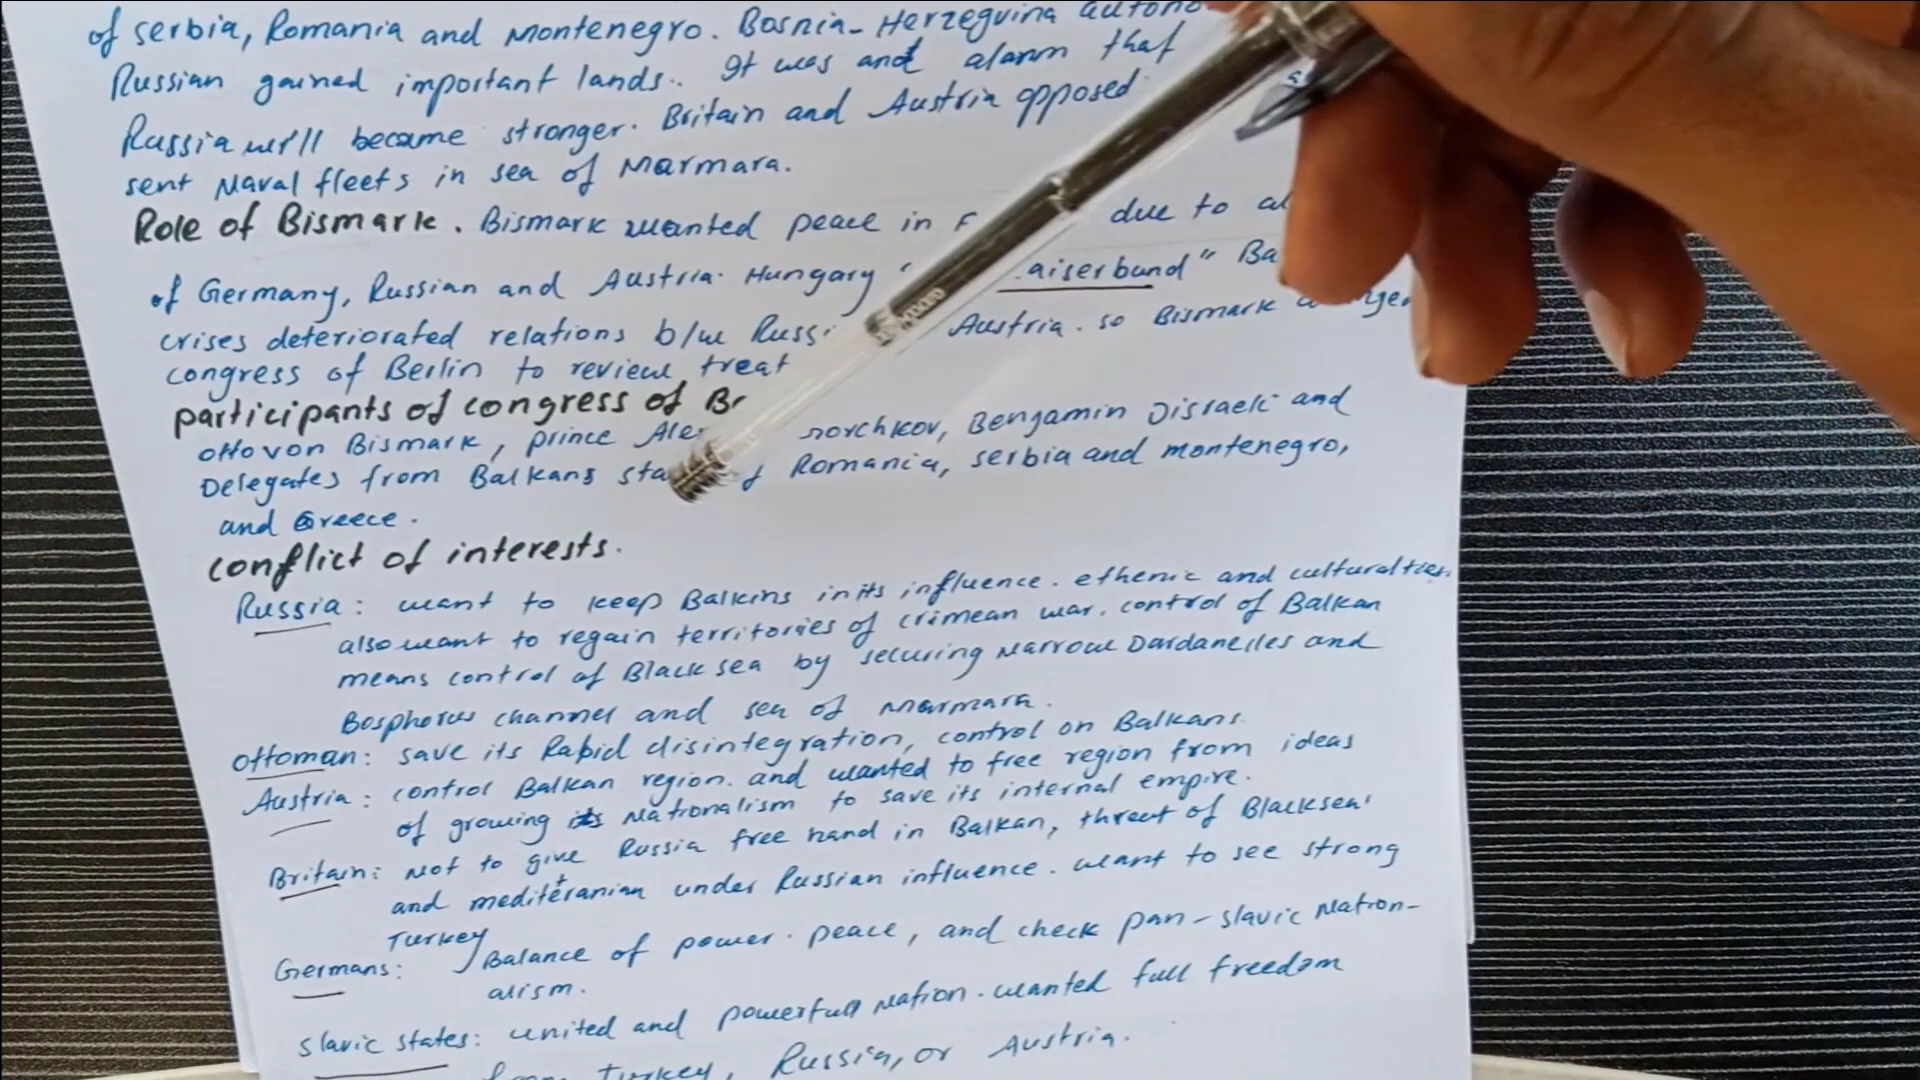 of serbia, Romania and Montenegro. Bosnia-Herzegvina
Russian gained important lands. It was and alarm that
Russia will became stronger. Britain and Austria opposed
sent Naval fleets in sea of Marmara.
Role of Bismark. Bismark wanted peace in due to
of Germany, Russian and Austria-Hungary aiserbund"
crises deteriorated relations b/w Austria. so Bismark
congress of Berlin to review treat
participants of congress of
otto von Bismark, prince Bengamin Disraeli and
Delegates from Balkans Romania, serbia and montenegro,
and Greece.
conflict of interests.
Russia: want to keep Balkins in its influence. ethenic and cultural ties.
also want to regain territories of crimean war. control of Balkan
means control of Black sea by securing Narrow Dardanelles and
Bosphorus channel and sea of marmara.
ottoman: save its Rabid disintegration, control on Balkans.
Austria: control Balkan region. and wanted to free region from ideas
of growing its Nationalism to save its internal empire.
Britain: Not to give Russia free hand in Balkan, threat of Blacksea
and mediteranian under Russian influence. want to see strong
Turkey
Germans: Balance of power. peace, and check pan-slavic Nation-
alism.
slavic states: united and powerfull Nation. wanted full freedom
Turkey, Russia, or Austria.